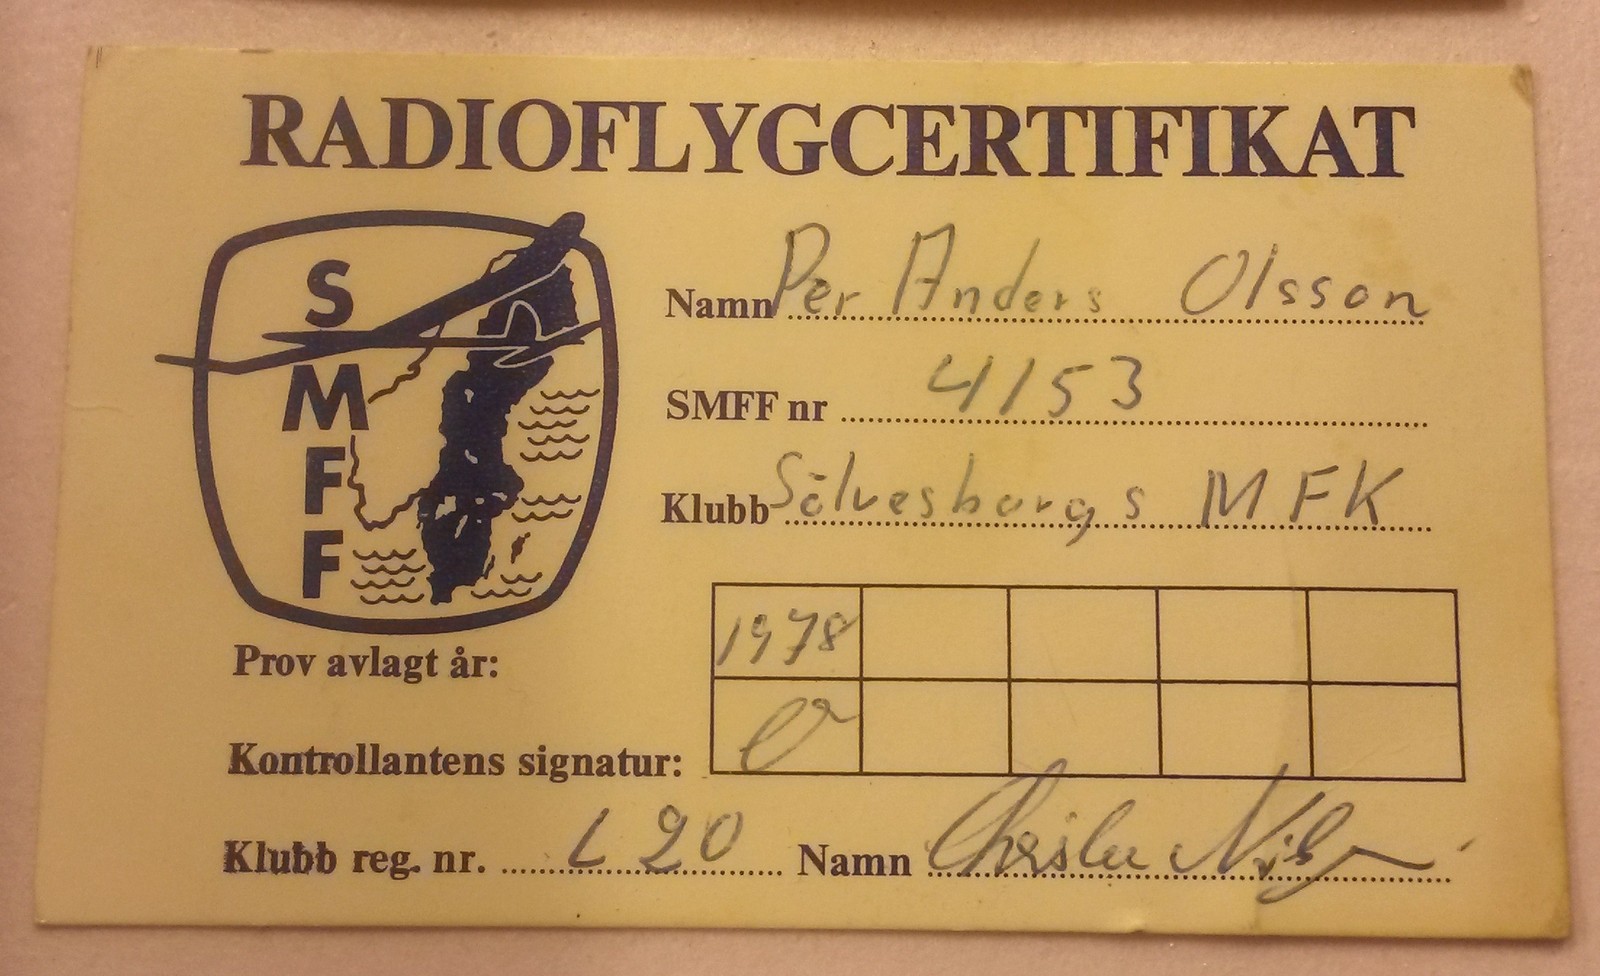 RADIOFLYGCERTIFIKAT
S
M
F
F
Namn Per Anders Olsson
SMFF nr 4153
Klubb Sölvesborgs MFK
Prov avlagt år: 1978
Kontrollantens signatur:
Klubb reg. nr. L 20 Namn Christer